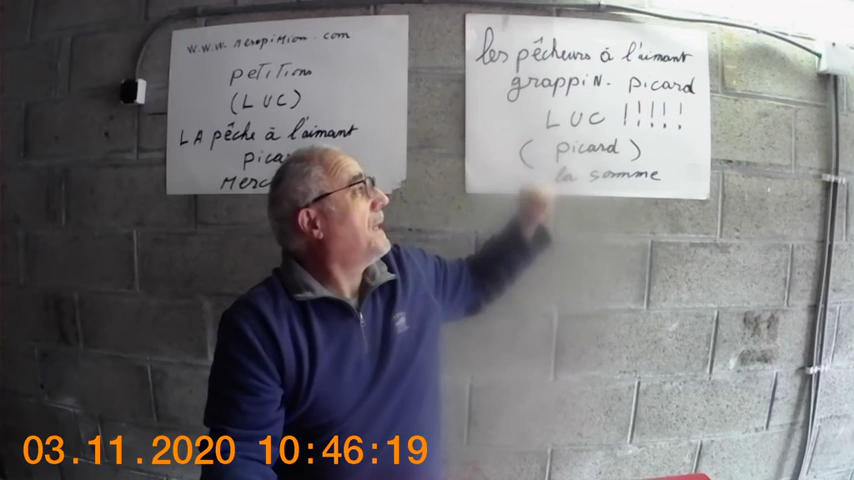 www. mesopinion.com
PETITIONS
(LUC)
LA pêche à l'aimant
les pêcheurs à l'aimant
grappin. picard
LUC !!!!!
( picard )
la somme
03.11.2020 10:46:19